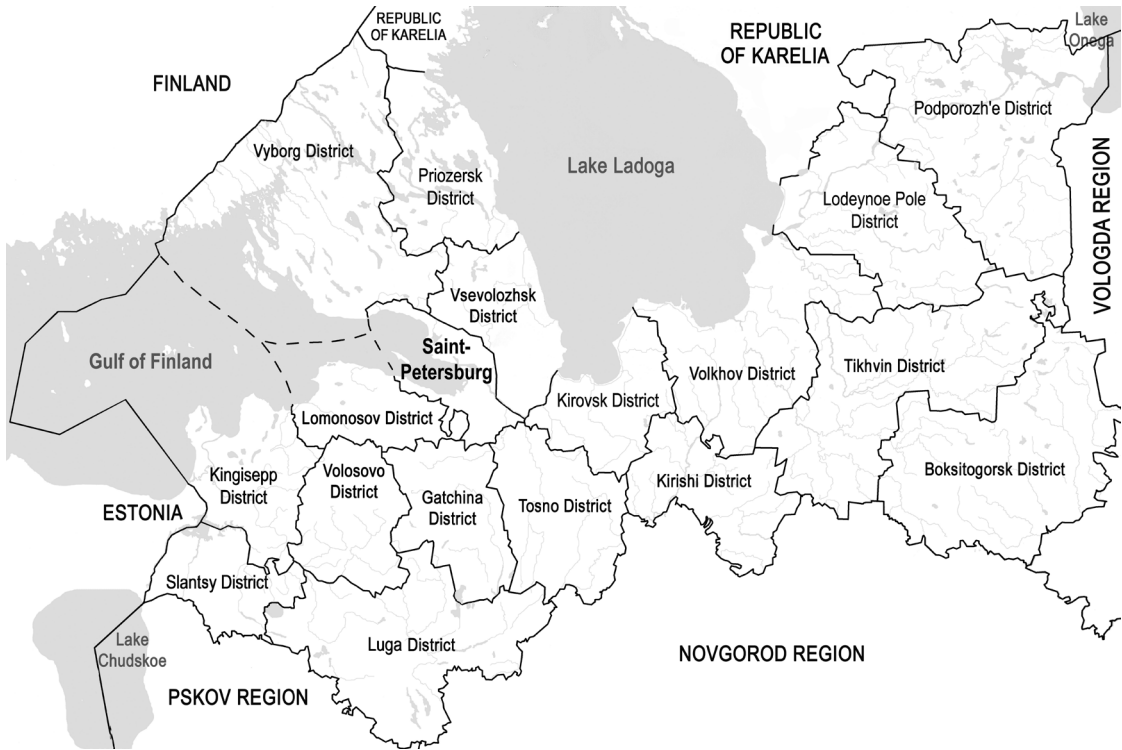 REPUBLIC
OF KARELIA
Lake
Onega
FINLAND
REPUBLIC
OF KARELIA
Podporozh'e District
Vyborg District
Lake Ladoga
Priozersk
District
Lodeynoe Pole
District
VOLOGDA REGION
Vsevolozhsk
District
Gulf of Finland
Saint-
Petersburg
Volkhov District
Tikhvin District
Kirovsk District
Lomonosov District
Kingisepp
District
Volosovo
District
Gatchina
District
Tosno District
Kirishi District
Boksitogorsk District
ESTONIA
Slantsy District
Luga District
Lake
Chudskoe
NOVGOROD REGION
PSKOV REGION